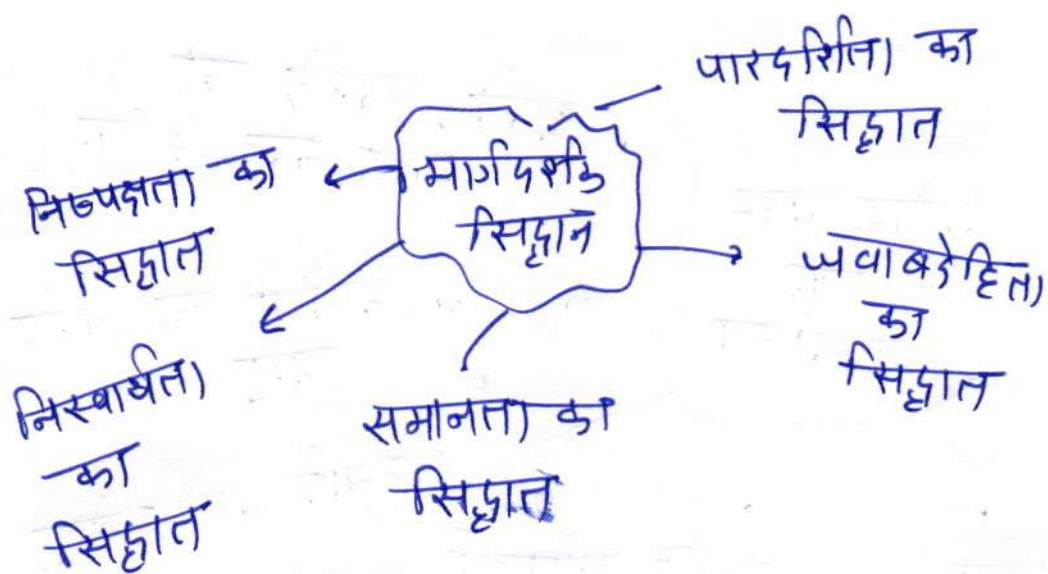 पारदर्शिता का
सिद्धांत
मार्गदर्शक
सिद्धांत
निष्पक्षता का
सिद्धांत
जवाबदेहिता
का
सिद्धांत
निस्वार्थता
का
सिद्धांत
समानता का
सिद्धांत